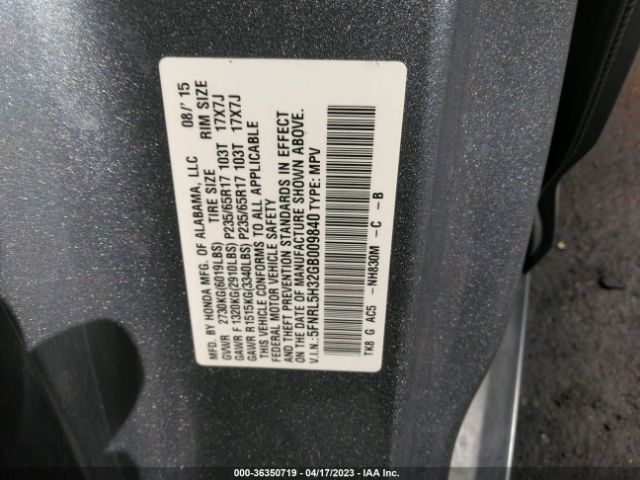 MFG. BY HONDA MFG. OF ALABAMA, LLC 08/'15
TIRE SIZE RIM SIZE
GVWR 2730KG(6019LBS)
GAWR F 1320KG(2910LBS) P235/65R17 103T 17X7J
GAWR R 1515KG(3340LBS) P235/65R17 103T 17X7J
THIS VEHICLE CONFORMS TO ALL APPLICABLE
FEDERAL MOTOR VEHICLE SAFETY
AND THEFT PREVENTION STANDARDS IN EFFECT
ON THE DATE OF MANUFACTURE SHOWN ABOVE.
V.I.N.: 5FNRL5H32GB009840 TYPE: MPV
TK8 G AC5 -NH830M -C -B
000-36350719 - 04/17/2023 - IAA Inc.